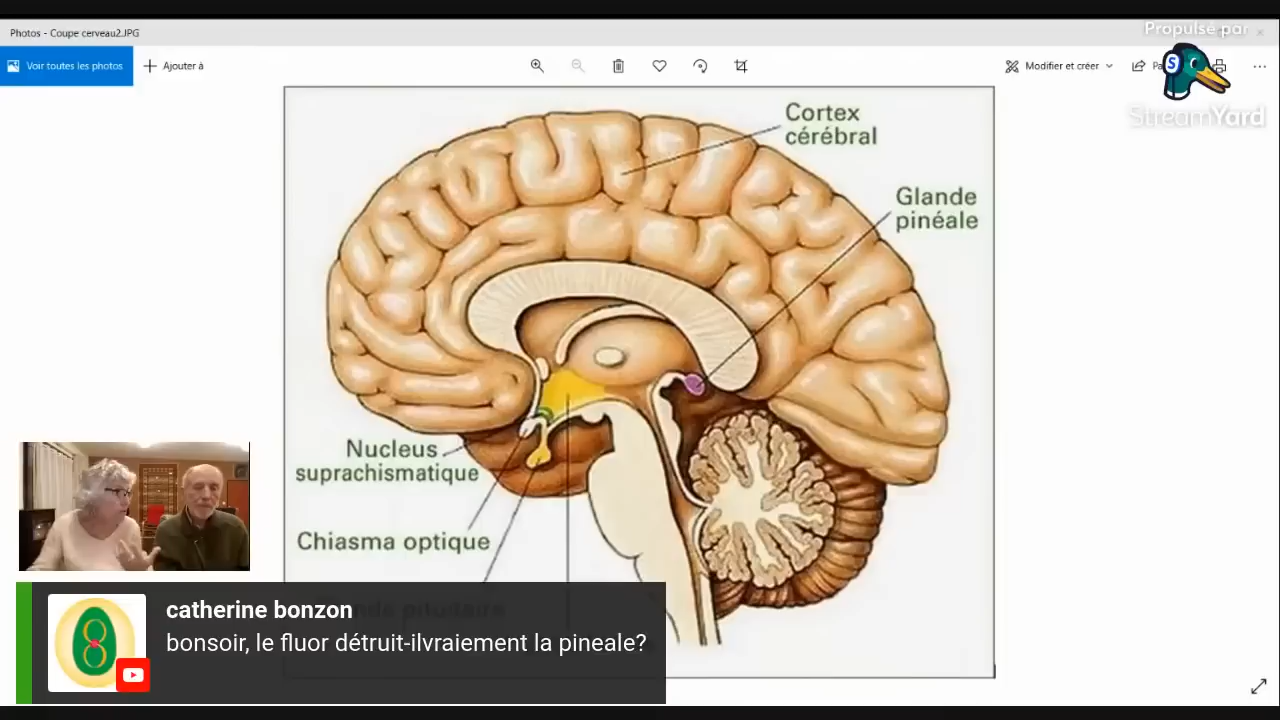 Photos - Coupe cerveau2.JPG
Propulsé par
Voir toutes les photos
Ajouter à
Modifier et créer
S
StreamYard
Cortex
cérébral
Glande
pinéale
Nucleus
suprachismatique
Chiasma optique
catherine bonzon
bonsoir, le fluor détruit-ilvraiement la pineale?